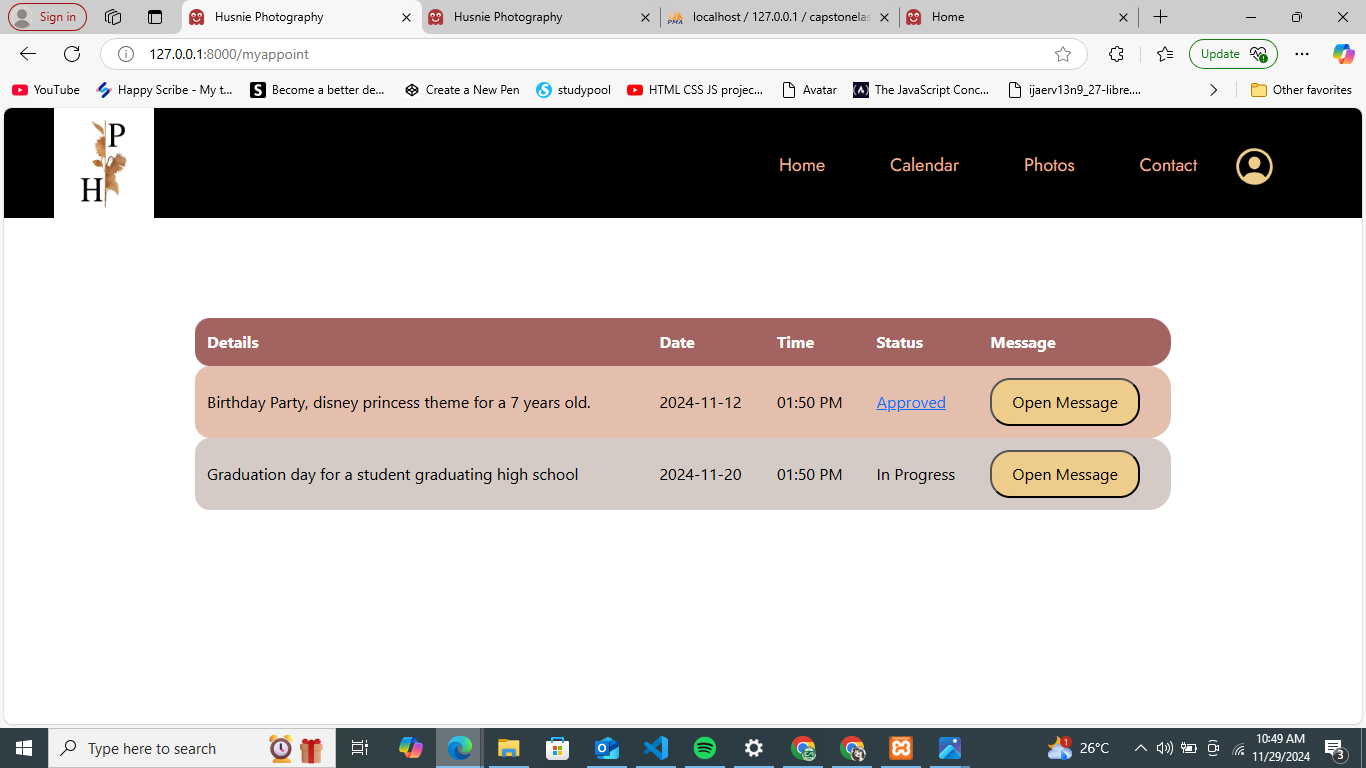 Sign in
Husnie Photography
Husnie Photography
localhost / 127.0.0.1 / capstonelas
Home
127.0.0.1:8000/myappoint
Update
YouTube
Happy Scribe - My t...
Become a better de...
Create a New Pen
studypool
HTML CSS JS projec...
Avatar
The JavaScript Conc...
ijaerv13n9_27-libre....
Other favorites
P
H
Home
Calendar
Photos
Contact
Details Date Time Status Message
Birthday Party, disney princess theme for a 7 years old. 2024-11-12 01:50 PM Approved Open Message
Graduation day for a student graduating high school 2024-11-20 01:50 PM In Progress Open Message
Type here to search
1
26°C
10:49 AM
11/29/2024
3